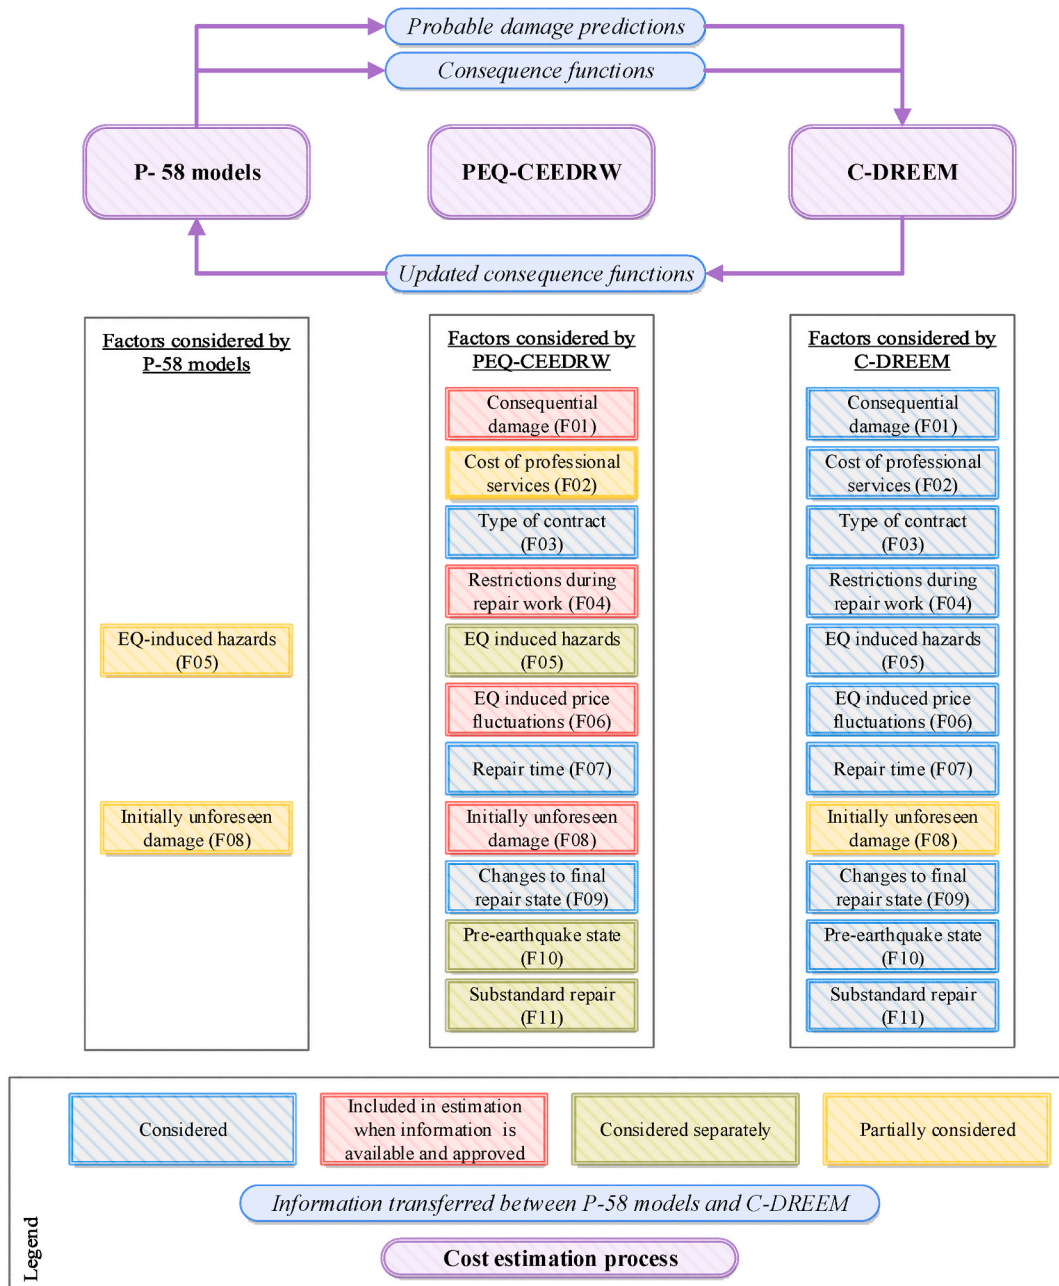 Probable damage predictions
Consequence functions
P- 58 models
PEQ-CEEDRW
C-DREEM
Updated consequence functions
Factors considered by
P-58 models
EQ-induced hazards
(F05)
Initially unforeseen
damage (F08)
Factors considered by
PEQ-CEEDRW
Consequential
damage (F01)
Cost of professional
services (F02)
Type of contract
(F03)
Restrictions during
repair work (F04)
EQ induced hazards
(F05)
EQ induced price
fluctuations (F06)
Repair time (F07)
Initially unforeseen
damage (F08)
Changes to final
repair state (F09)
Pre-earthquake state
(F10)
Substandard repair
(F11)
Factors considered by
C-DREEM
Consequential
damage (F01)
Cost of professional
services (F02)
Type of contract
(F03)
Restrictions during
repair work (F04)
EQ induced hazards
(F05)
EQ induced price
fluctuations (F06)
Repair time (F07)
Initially unforeseen
damage (F08)
Changes to final
repair state (F09)
Pre-earthquake state
(F10)
Substandard repair
(F11)
Legend
Considered
Included in estimation
when information is
available and approved
Considered separately
Partially considered
Information transferred between P-58 models and C-DREEM
Cost estimation process